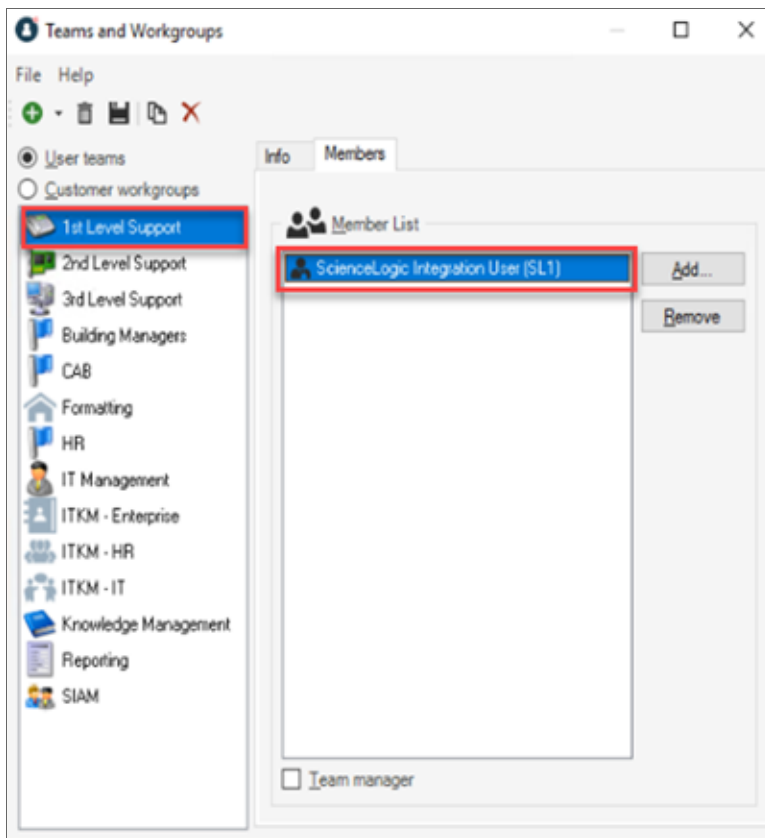 Teams and Workgroups
File Help
User teams
Customer workgroups
1st Level Support
2nd Level Support
3rd Level Support
Building Managers
CAB
Formatting
HR
IT Management
ITKM - Enterprise
ITKM - HR
ITKM - IT
Knowledge Management
Reporting
SIAM
Info Members
Member List
ScienceLogic Integration User (SL1)
Add...
Remove
Team manager